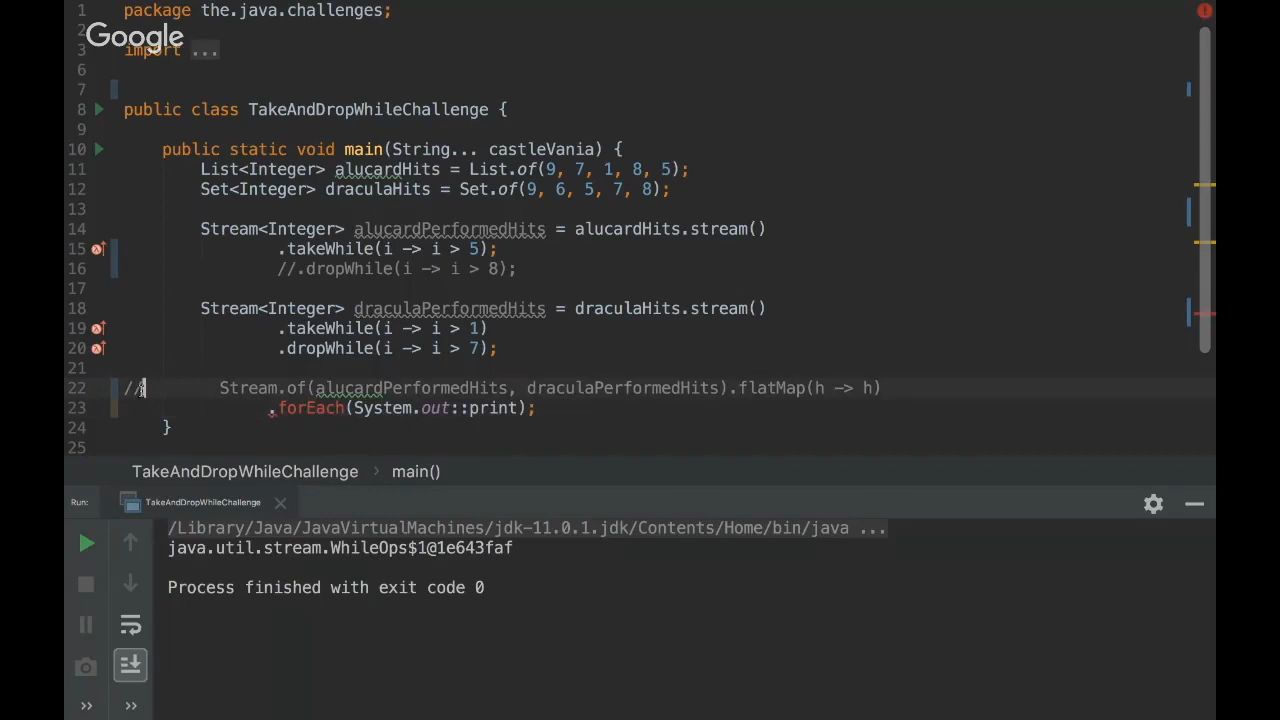 1 package the.java.challenges;
2
Google
3 import ...
6
7
8 public class TakeAndDropWhileChallenge {
9
10 public static void main(String... castleVania) {
11 List<Integer> alucardHits = List.of(9, 7, 1, 8, 5);
12 Set<Integer> draculaHits = Set.of(9, 6, 5, 7, 8);
13
14 Stream<Integer> alucardPerformedHits = alucardHits.stream()
15 .takeWhile(i -> i > 5);
16 //.dropWhile(i -> i > 8);
17
18 Stream<Integer> draculaPerformedHits = draculaHits.stream()
19 .takeWhile(i -> i > 1)
20 .dropWhile(i -> i > 7);
21
22 // Stream.of(alucardPerformedHits, draculaPerformedHits).flatMap(h -> h)
23 .forEach(System.out::print);
24 }
25
TakeAndDropWhileChallenge › main()
Run: TakeAndDropWhileChallenge
/Library/Java/JavaVirtualMachines/jdk-11.0.1.jdk/Contents/Home/bin/java ...
java.util.stream.WhileOps$1@1e643faf
Process finished with exit code 0